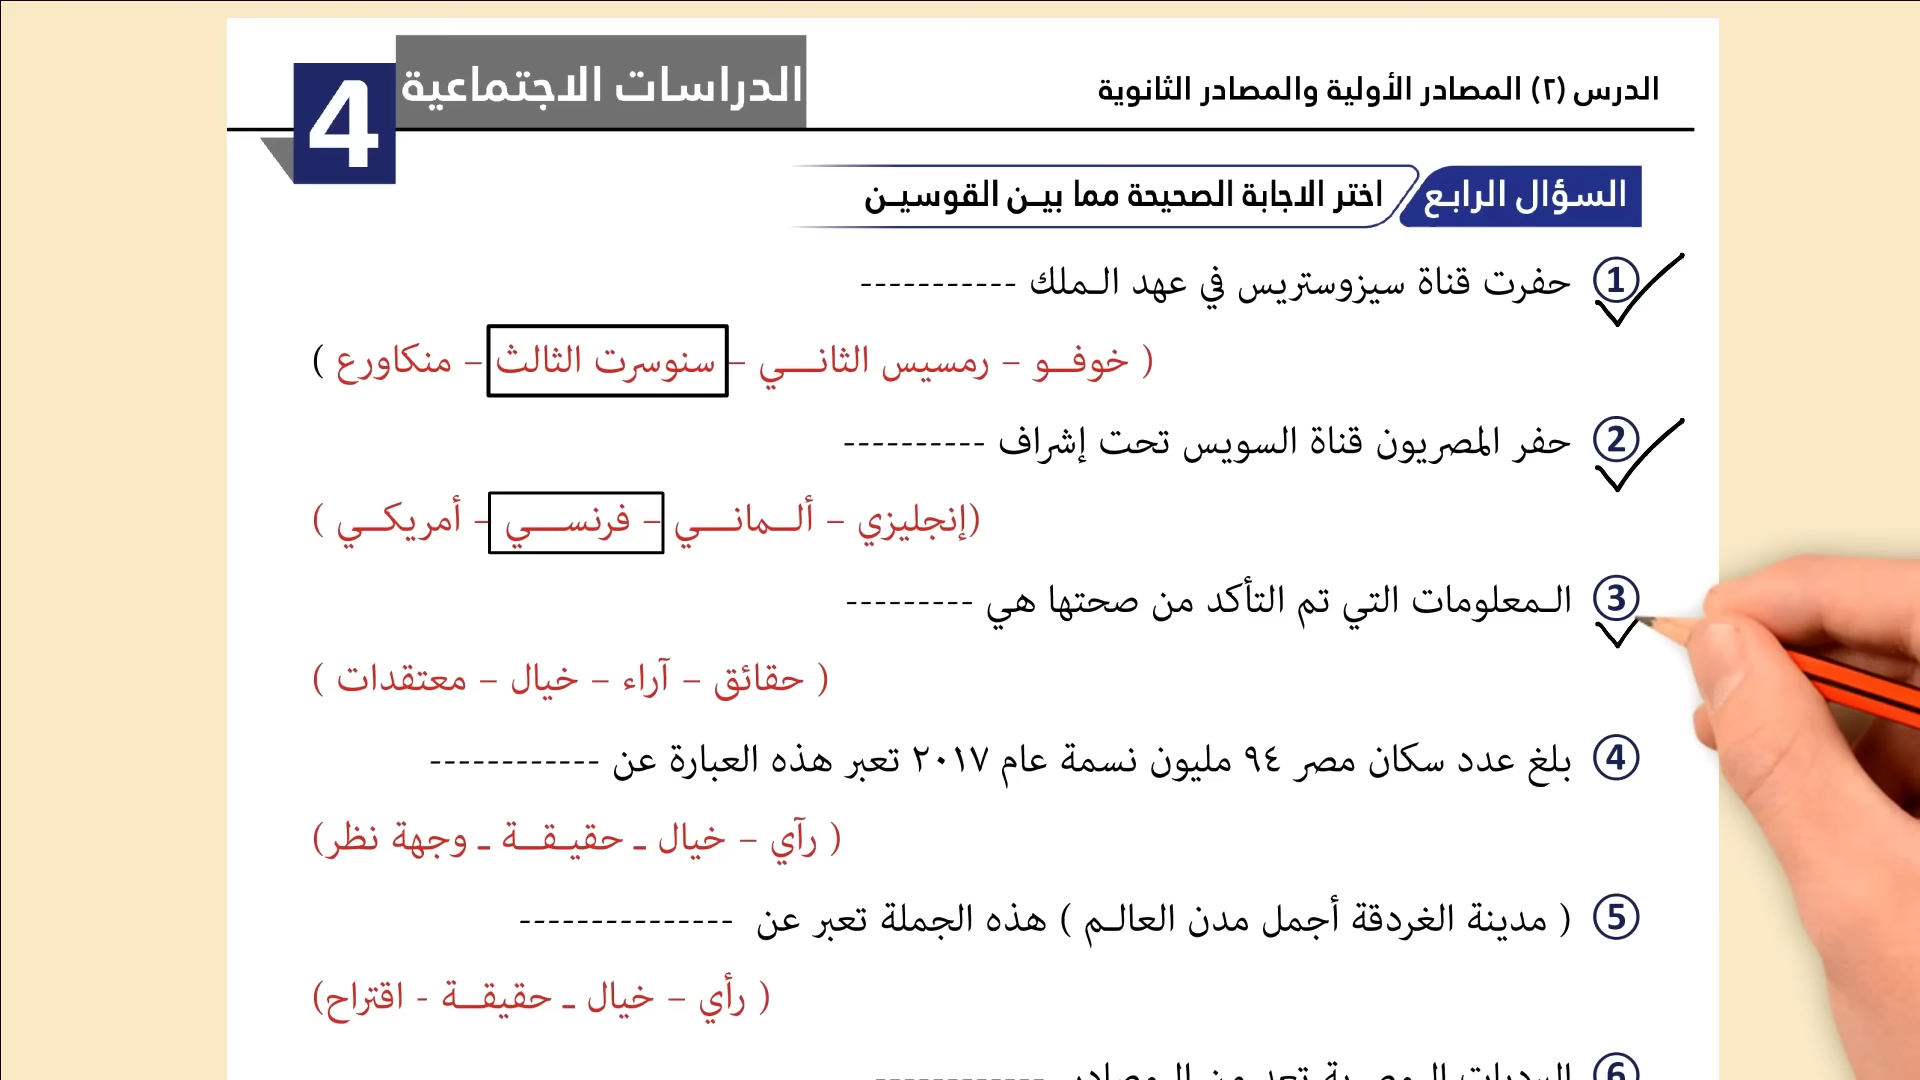 الدرس (٢) المصادر الأولية والمصادر الثانوية
الدراسات الاجتماعية
4
السؤال الرابع
اختر الاجابة الصحيحة مما بين القوسين
1 حفرت قناة سيزوستريس في عهد الملك -----------
( خوفو – رمسيس الثاني – سنوسرت الثالث – منكاورع )
2 حفر المصريون قناة السويس تحت إشراف ----------
(إنجليزي – ألماني – فرنسي – أمريكي )
3 المعلومات التي تم التأكد من صحتها هي ---------
( حقائق – آراء – خيال – معتقدات )
4 بلغ عدد سكان مصر ٩٤ مليون نسمة عام ٢٠١٧ تعبر هذه العبارة عن ------------
( رآي – خيال ـ حقيقة ـ وجهة نظر)
5 ( مدينة الغردقة أجمل مدن العالم ) هذه الجملة تعبر عن ---------------
( رأي – خيال ـ حقيقة - اقتراح)
6